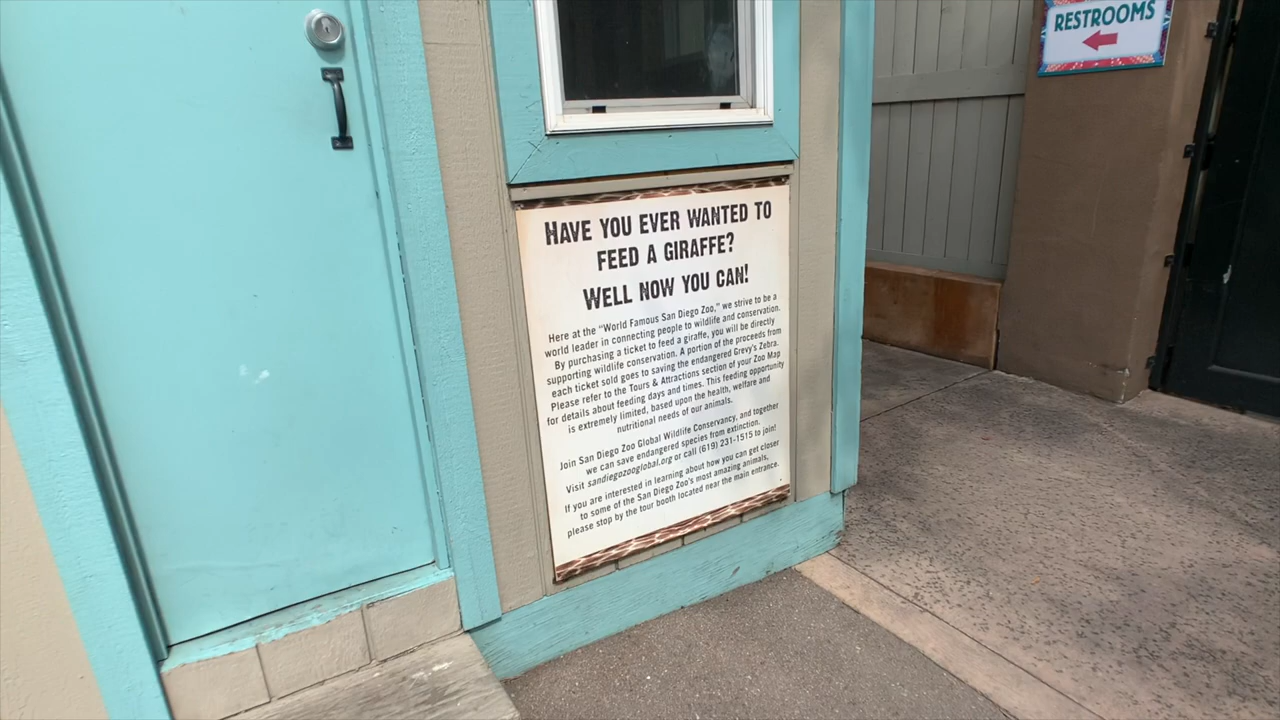 RESTROOMS
HAVE YOU EVER WANTED TO
FEED A GIRAFFE?
WELL NOW YOU CAN!
Here at the “World Famous San Diego Zoo,” we strive to be a
world leader in connecting people to wildlife and conservation.
By purchasing a ticket to feed a giraffe, you will be directly
supporting wildlife conservation. A portion of the proceeds from
each ticket sold goes to saving the endangered Grevy’s Zebra.
Please refer to the Tours & Attractions section of your Zoo Map
for details about feeding days and times. This feeding opportunity
is extremely limited, based upon the health, welfare and
nutritional needs of our animals.
Join San Diego Zoo Global Wildlife Conservancy, and together
we can save endangered species from extinction.
Visit sandiegozooglobal.org or call (619) 231-1515 to join!
If you are interested in learning about how you can get closer
to some of the San Diego Zoo’s most amazing animals,
please stop by the tour booth located near the main entrance.